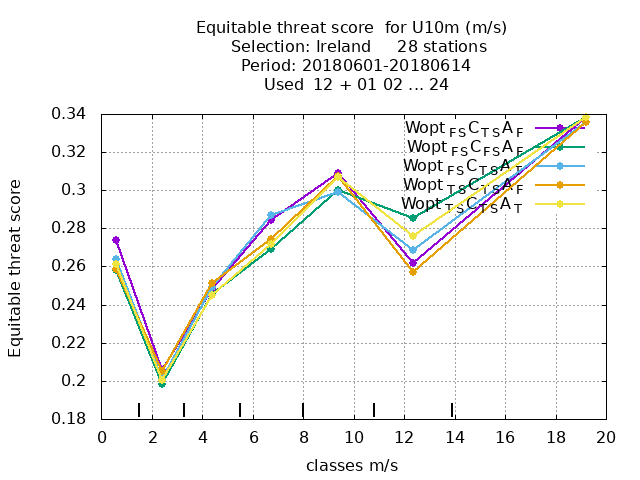 Equitable threat score  for U10m (m/s)
Selection: Ireland     28 stations
Period: 20180601-20180614
Used  12 + 01 02 ... 24
Equitable threat score
0.34
0.32
0.3
0.28
0.26
0.24
0.22
0.2
0.18
Wopt FS C TS A F
Wopt FS C FS A F
Wopt FS C TS A T
Wopt TS C TS A F
Wopt TS C TS A T
0 2 4 6 8 10 12 14 16 18 20
classes m/s